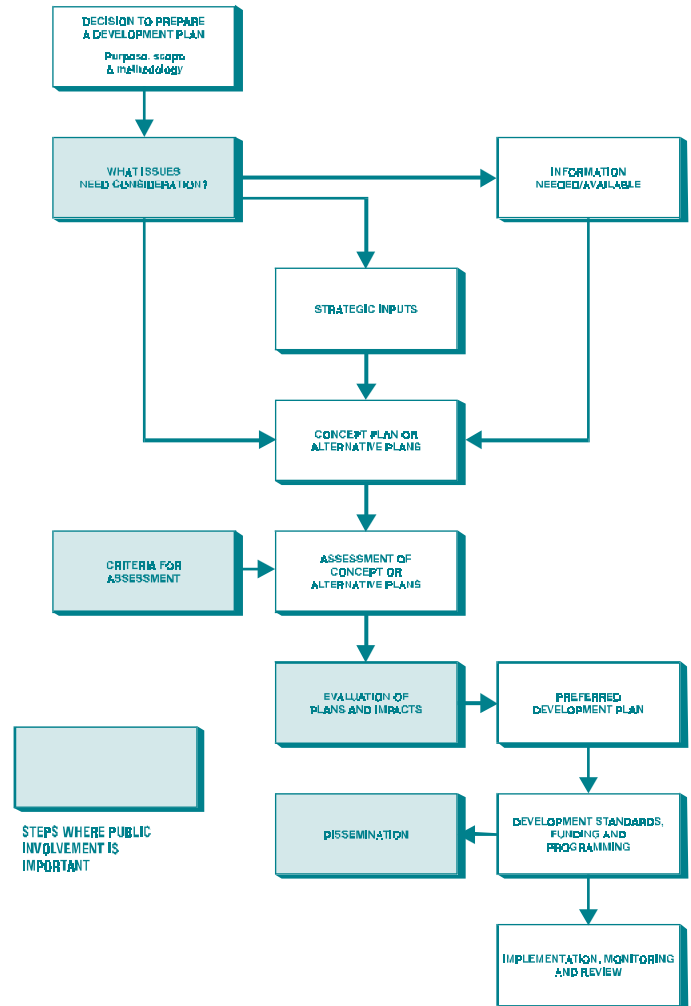 DECISION TO PREPARE
A DEVELOPMENT PLAN
Purpose, scope
& methodology
WHAT ISSUES
NEED CONSIDERATION?
INFORMATION
NEEDED/AVAILABLE
STRATEGIC INPUTS
CONCEPT PLAN OR
ALTERNATIVE PLANS
CRITERIA FOR
ASSESSMENT
ASSESSMENT OF
CONCEPT OR
ALTERNATIVE PLANS
EVALUATION OF
PLANS AND IMPACTS
PREFERRED
DEVELOPMENT PLAN
STEPS WHERE PUBLIC
INVOLVEMENT IS
IMPORTANT
DISSEMINATION
DEVELOPMENT STANDARDS,
FUNDING AND
PROGRAMMING
IMPLEMENTATION, MONITORING
AND REVIEW